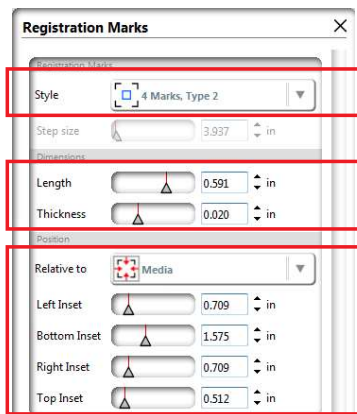 Registration Marks
Registration Marks
Style 4 Marks, Type 2
Step size 3.937 in
Dimensions
Length 0.591 in
Thickness 0.020 in
Position
Relative to Media
Left Inset 0.709 in
Bottom Inset 1.575 in
Right Inset 0.709 in
Top Inset 0.512 in